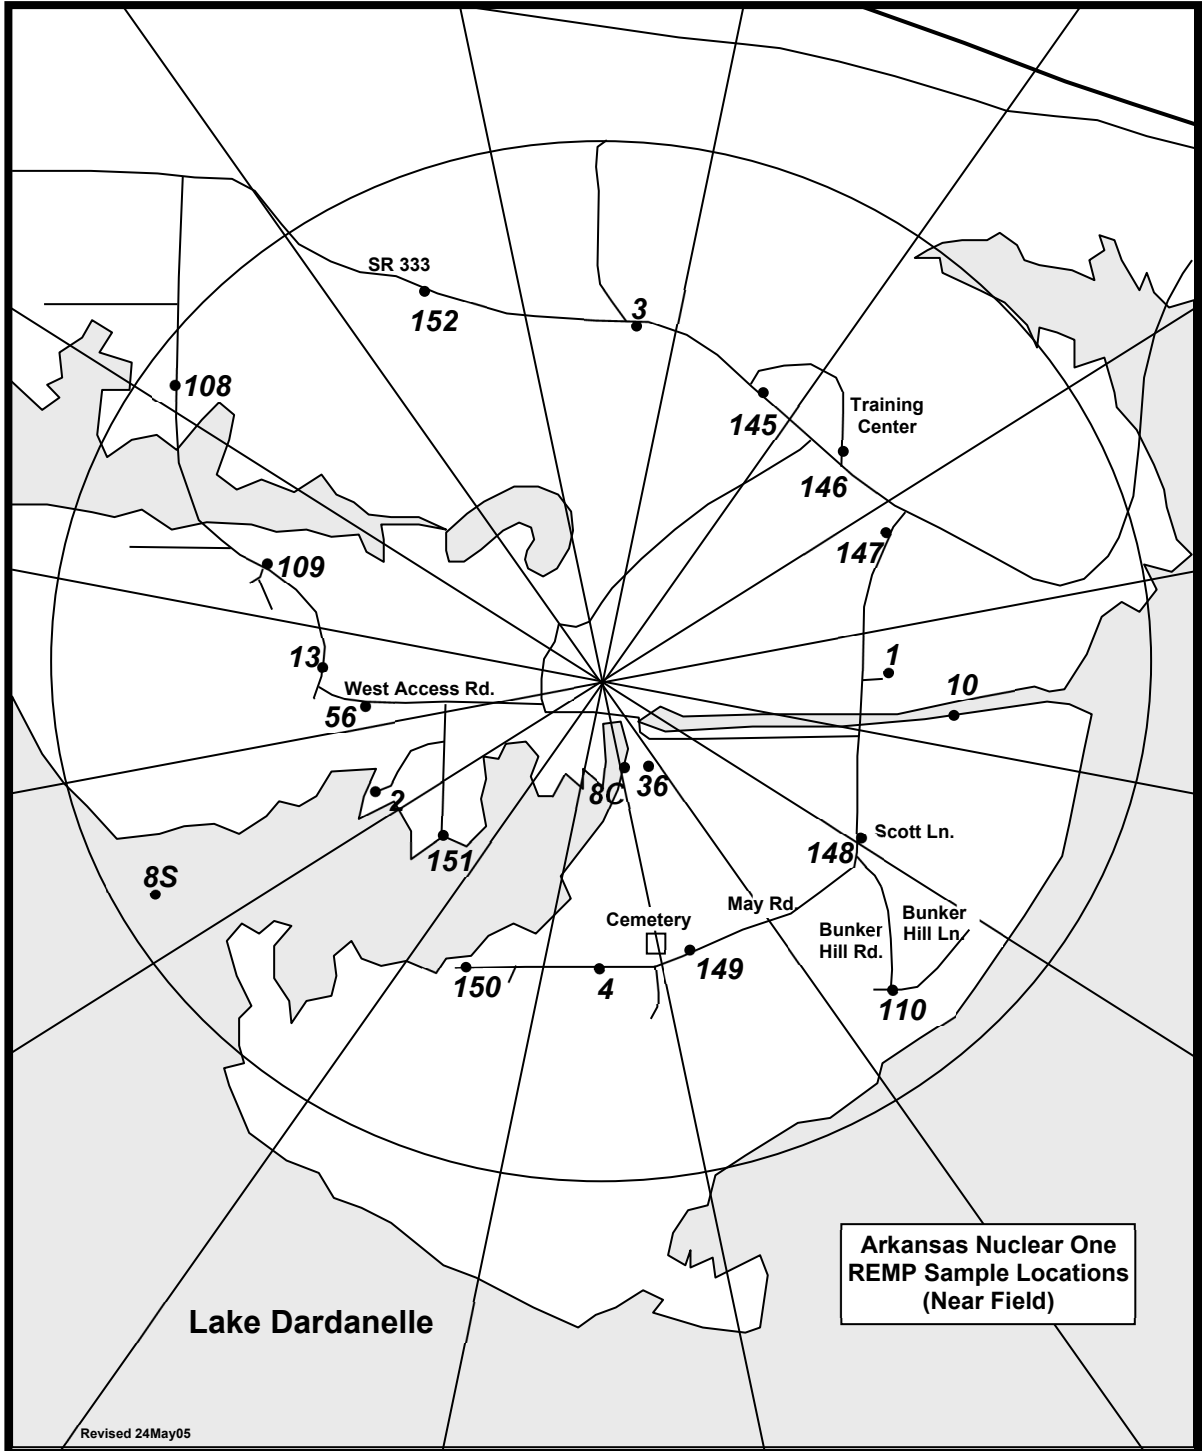 SR 333
152
3
108
145
Training
Center
146
147
109
13
1
West Access Rd.
10
56
2
8C
36
151
148
Scott Ln.
8S
May Rd.
Cemetery
Bunker
Hill Rd.
Bunker
Hill Ln.
149
150
4
110
Arkansas Nuclear One
REMP Sample Locations
(Near Field)
Lake Dardanelle
Revised 24May05